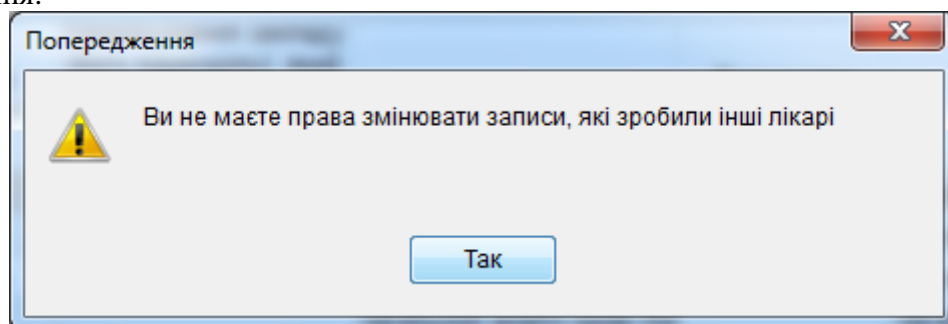 Попередження
Ви не маєте права змінювати записи, які зробили інші лікарі
Так